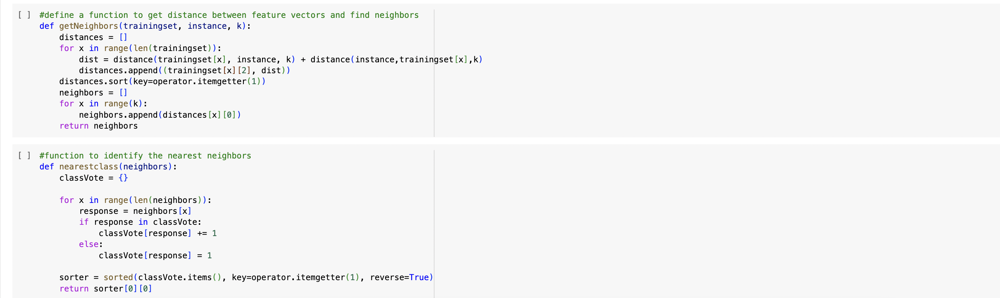 [ ] #define a function to get distance between feature vectors and find neighbors
def getNeighbors(trainingset, instance, k):
    distances = []
    for x in range(len(trainingset)):
        dist = distance(trainingset[x], instance, k) + distance(instance,trainingset[x],k)
        distances.append((trainingset[x][2], dist))
    distances.sort(key=operator.itemgetter(1))
    neighbors = []
    for x in range(k):
        neighbors.append(distances[x][0])
    return neighbors
[ ] #function to identify the nearest neighbors
def nearestclass(neighbors):
    classVote = {}
    for x in range(len(neighbors)):
        response = neighbors[x]
        if response in classVote:
            classVote[response] += 1
        else:
            classVote[response] = 1
    sorter = sorted(classVote.items(), key=operator.itemgetter(1), reverse=True)
    return sorter[0][0]